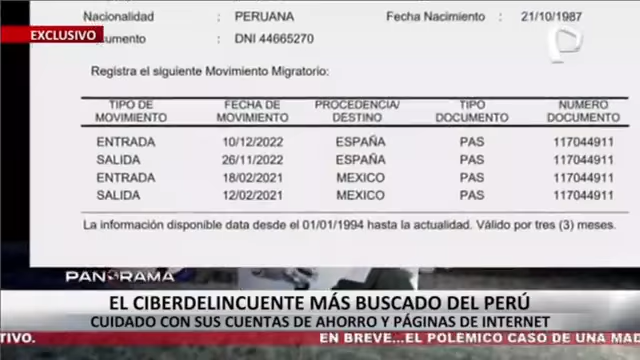 Nacionalidad : PERUANA Fecha Nacimiento : 21/10/1987
EXCLUSIVO
DNI 44665270
Registra el siguiente Movimiento Migratorio:
TIPO DE MOVIMIENTO FECHA DE MOVIMIENTO PROCEDENCIA/ DESTINO TIPO DOCUMENTO NUMERO DOCUMENTO
ENTRADA 10/12/2022 ESPAÑA PAS 117044911
SALIDA 26/11/2022 ESPAÑA PAS 117044911
ENTRADA 18/02/2021 MEXICO PAS 117044911
SALIDA 12/02/2021 MEXICO PAS 117044911
La información disponible data desde el 01/01/1994 hasta la actualidad. Válido por tres (3) meses.
PANORAMA
EL CIBERDELINCUENTE MÁS BUSCADO DEL PERÚ
CUIDADO CON SUS CUENTAS DE AHORRO Y PÁGINAS DE INTERNET
TIVO. EN BREVE...EL POLÉMICO CASO DE UNA MA